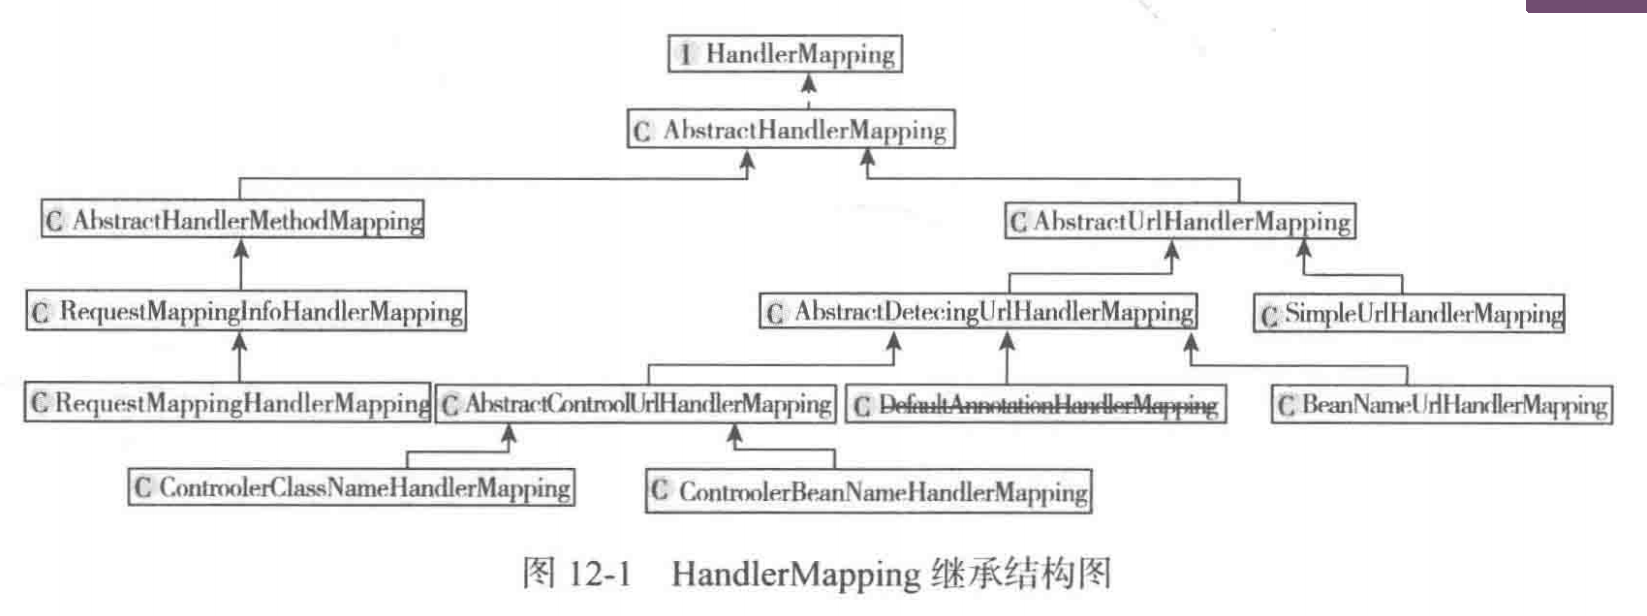 I HandlerMapping
C AbstractHandlerMapping
C AbstractHandlerMethodMapping
C AbstractUrlHandlerMapping
C RequestMappingInfoHandlerMapping
C AbstractDetecingUrlHandlerMapping
C SimpleUrlHandlerMapping
C RequestMappingHandlerMapping
C AbstractControolUrlHandlerMapping
C DefaultAnnotationHandlerMapping
C BeanNameUrlHandlerMapping
C ControolerClassNameHandlerMapping
C ControolerBeanNameHandlerMapping
图 12-1 HandlerMapping 继承结构图